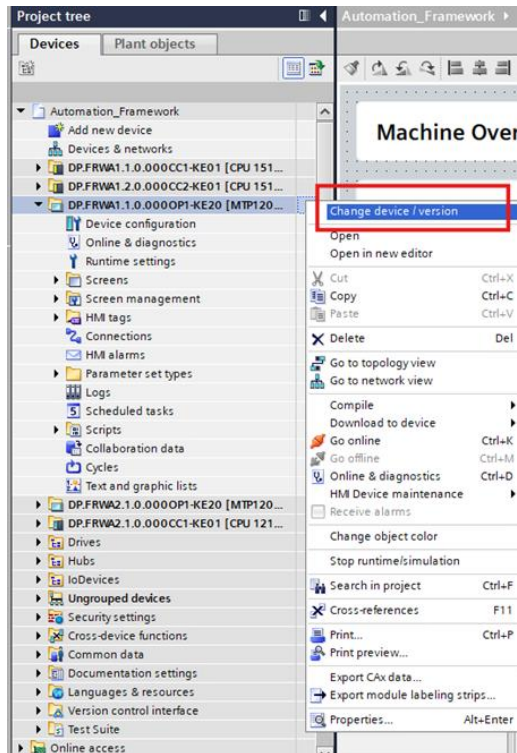 Project tree
Automation_Framework
Devices
Plant objects
Machine Over
Automation_Framework
Add new device
Devices & networks
DP.FRWA1.1.0.000CC1-KE01 [CPU 151...
DP.FRWA1.2.0.000CC2-KE01 [CPU 151...
DP.FRWA1.1.0.000OP1-KE20 [MTP120...
Device configuration
Online & diagnostics
Runtime settings
Screens
Screen management
HMI tags
Connections
HMI alarms
Parameter set types
Logs
Scheduled tasks
Scripts
Collaboration data
Cycles
Text and graphic lists
DP.FRWA2.1.0.000OP1-KE20 [MTP120...
DP.FRWA2.1.0.000CC1-KE01 [CPU 121...
Drives
Hubs
IoDevices
Ungrouped devices
Security settings
Cross-device functions
Common data
Documentation settings
Languages & resources
Version control interface
Test Suite
Online access
Change device / version
Open
Open in new editor
Cut Ctrl+X
Copy Ctrl+C
Paste Ctrl+V
Delete Del
Go to topology view
Go to network view
Compile
Download to device
Go online Ctrl+K
Go offline Ctrl+M
Online & diagnostics Ctrl+D
HMI Device maintenance
Receive alarms
Change object color
Stop runtime/simulation
Search in project Ctrl+F
Cross-references F11
Print... Ctrl+P
Print preview...
Export CAx data...
Export module labeling strips...
Properties... Alt+Enter